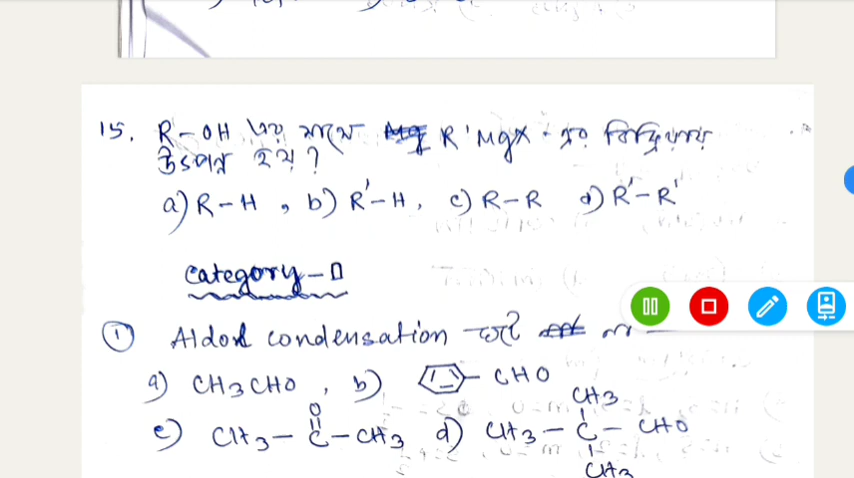 15. R-OH এর সাথে R'MgX-এর বিক্রিয়ায়
উৎপন্ন হয়?
a) R-H , b) R'-H, c) R-R d) R'-R'
Category-II
① Aldol condensation
a) CH3CHO , b) CHO
CH3
O
c) CH3-C-CH3 d) CH3-C-CHO
CH3